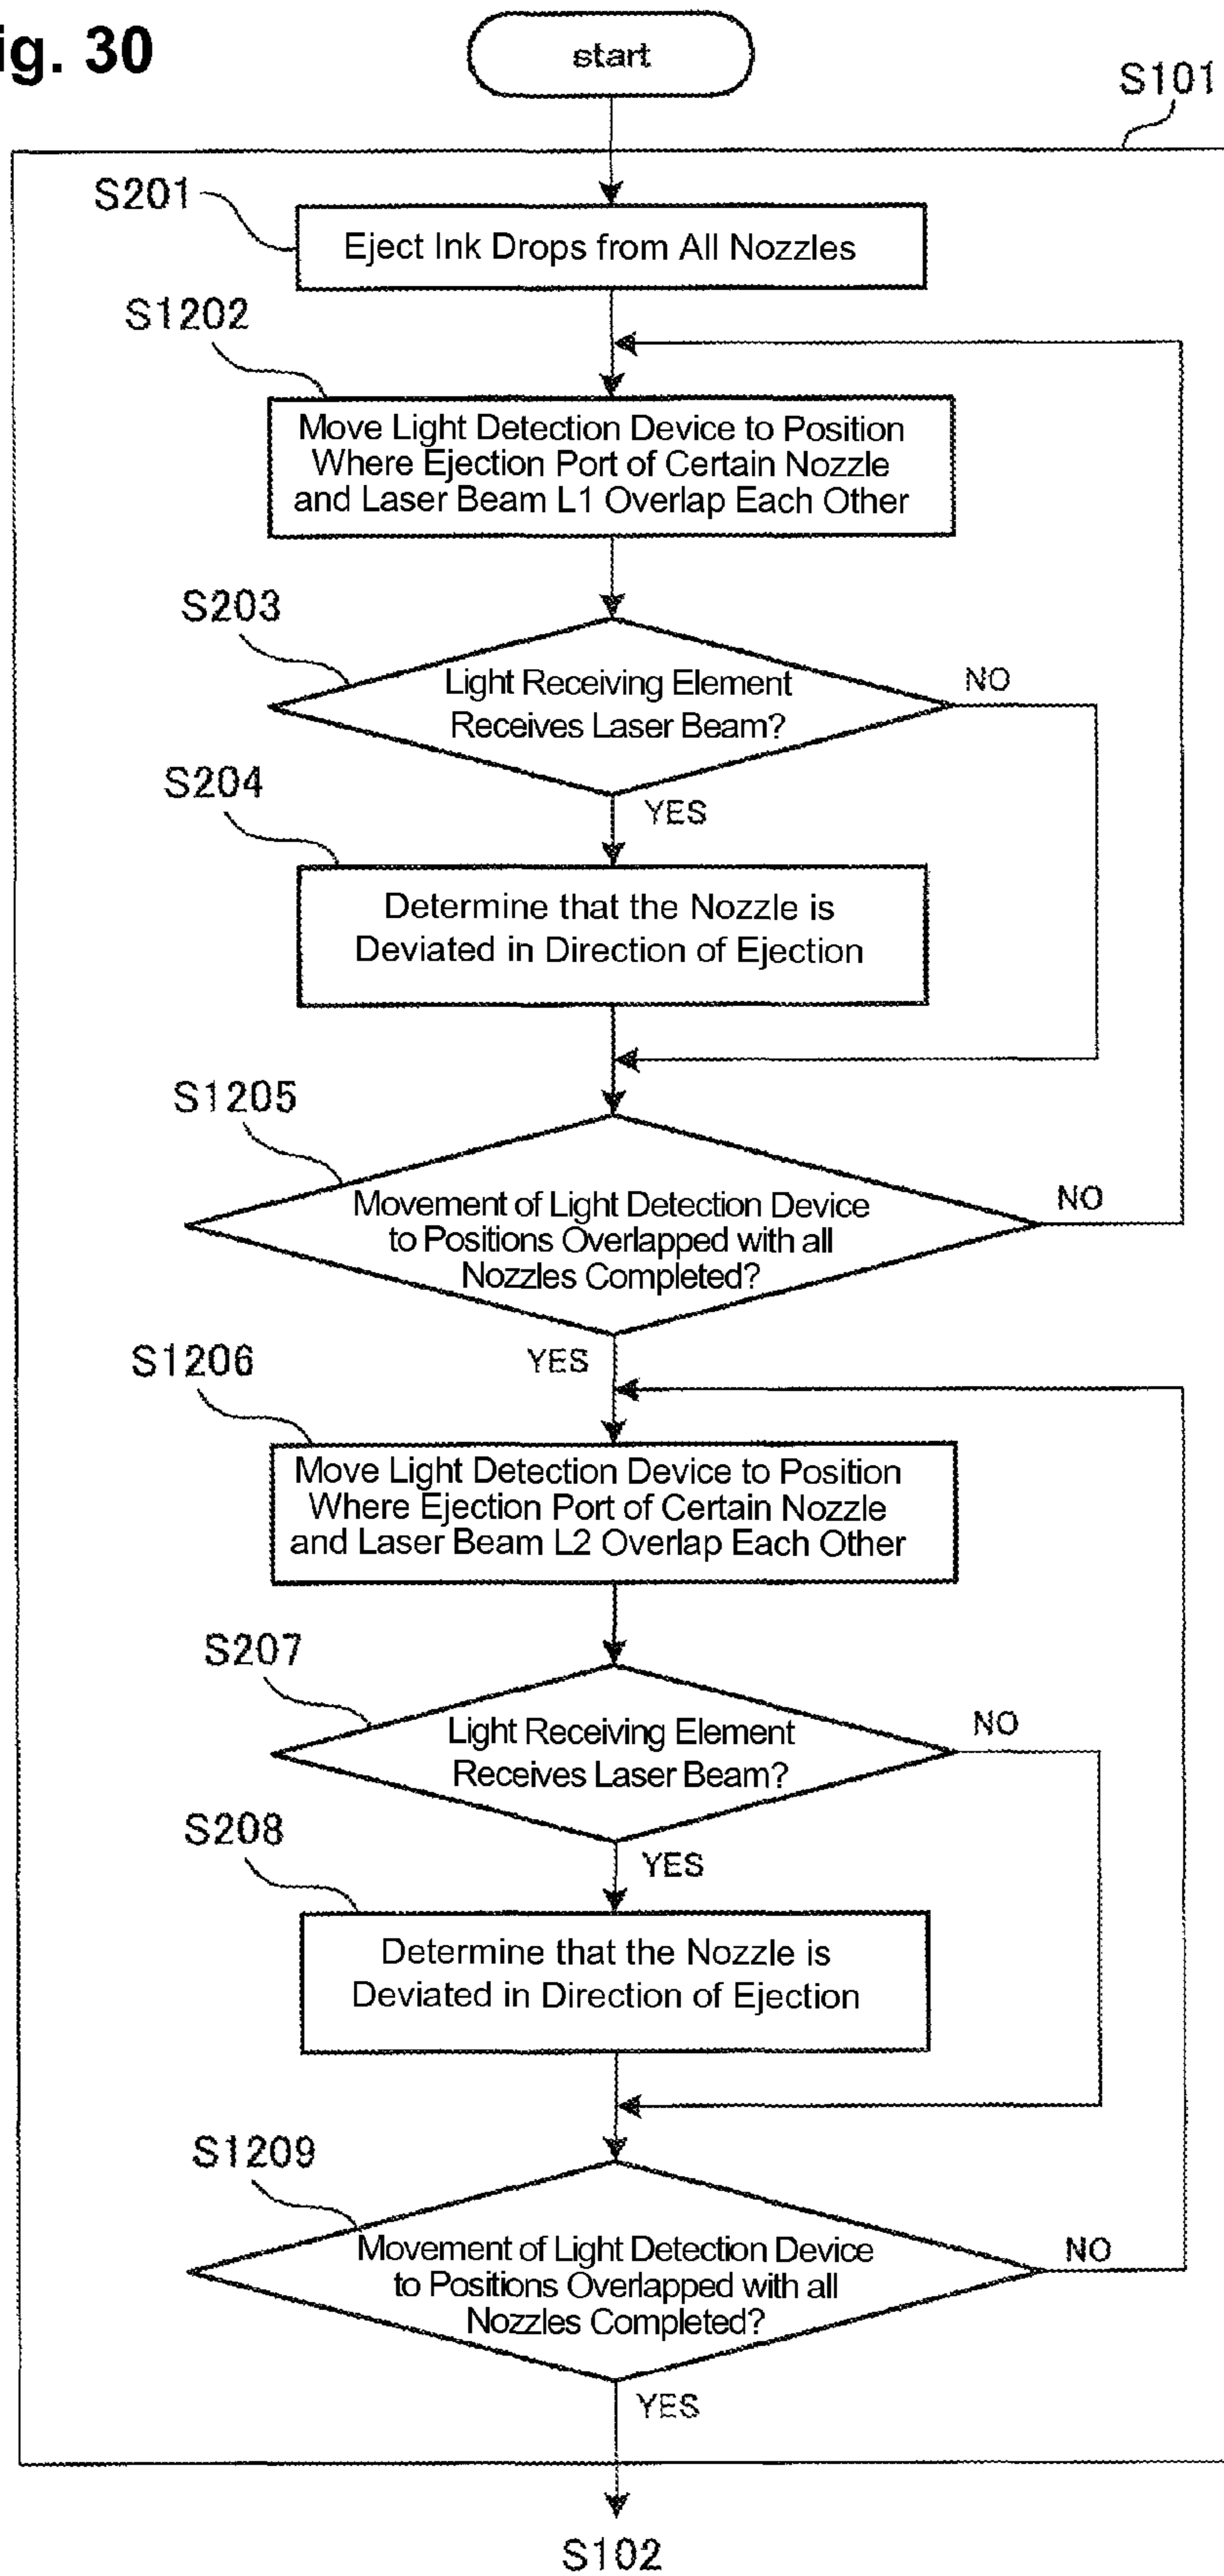 ig. 30
start
S101
S201
Eject Ink Drops from All Nozzles
S1202
Move Light Detection Device to Position
Where Ejection Port of Certain Nozzle
and Laser Beam L1 Overlap Each Other
S203
Light Receiving Element
Receives Laser Beam?
NO
YES
S204
Determine that the Nozzle is
Deviated in Direction of Ejection
S1205
Movement of Light Detection Device
to Positions Overlapped with all
Nozzles Completed?
NO
YES
S1206
Move Light Detection Device to Position
Where Ejection Port of Certain Nozzle
and Laser Beam L2 Overlap Each Other
S207
Light Receiving Element
Receives Laser Beam?
NO
YES
S208
Determine that the Nozzle is
Deviated in Direction of Ejection
S1209
Movement of Light Detection Device
to Positions Overlapped with all
Nozzles Completed?
NO
YES
S102